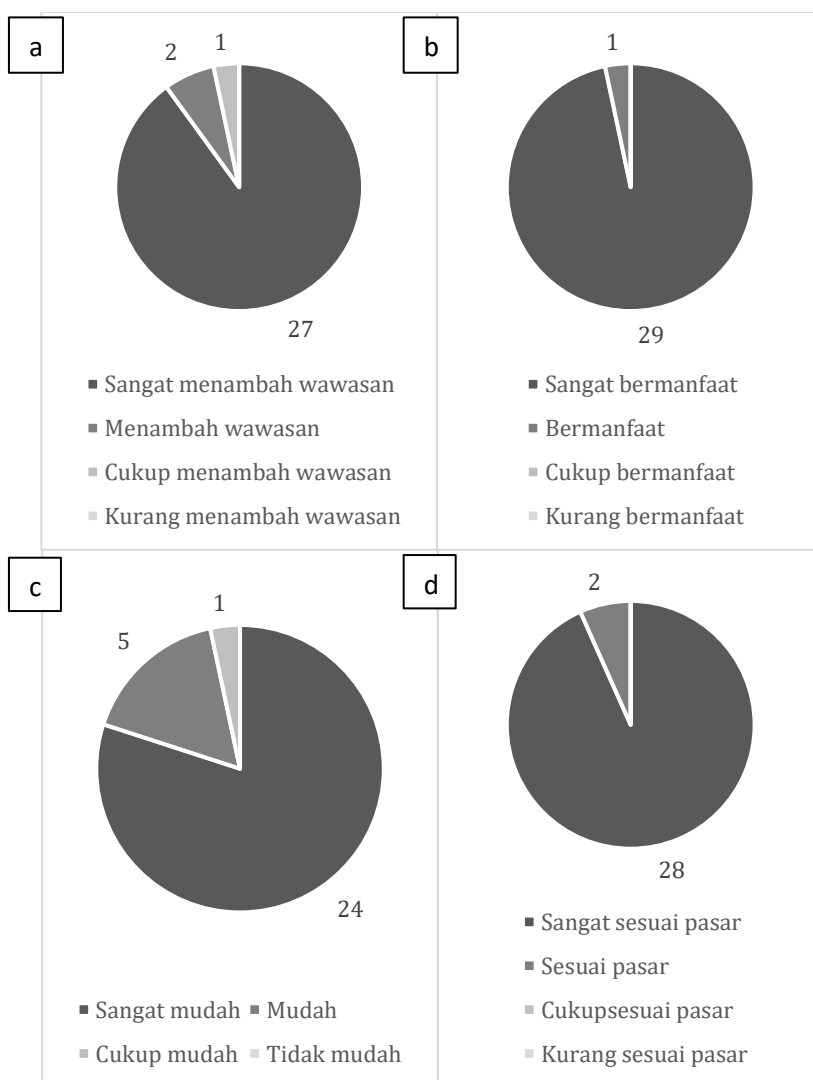 a
2
1
27
■ Sangat menambah wawasan
■ Menambah wawasan
■ Cukup menambah wawasan
■ Kurang menambah wawasan
b
1
29
■ Sangat bermanfaat
■ Bermanfaat
■ Cukup bermanfaat
■ Kurang bermanfaat
c
5
1
24
■ Sangat mudah ■ Mudah
■ Cukup mudah ■ Tidak mudah
d
2
28
■ Sangat sesuai pasar
■ Sesuai pasar
■ Cukupsesuai pasar
■ Kurang sesuai pasar